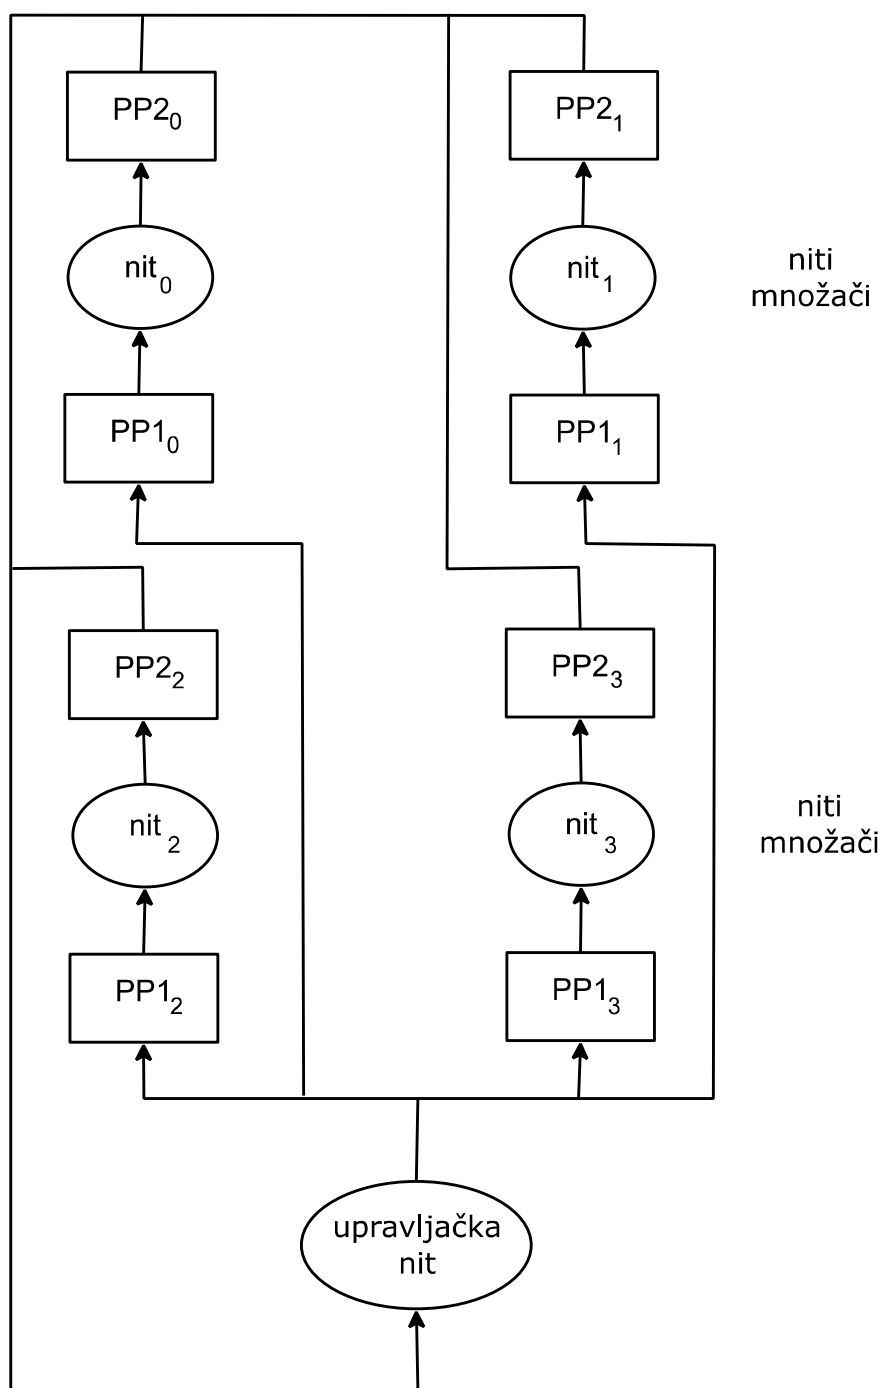 PP2₀
PP2₁
nit₀
nit₁
niti
množači
PP1₀
PP1₁
PP2₂
PP2₃
nit₂
nit₃
niti
množači
PP1₂
PP1₃
upravljačka
nit